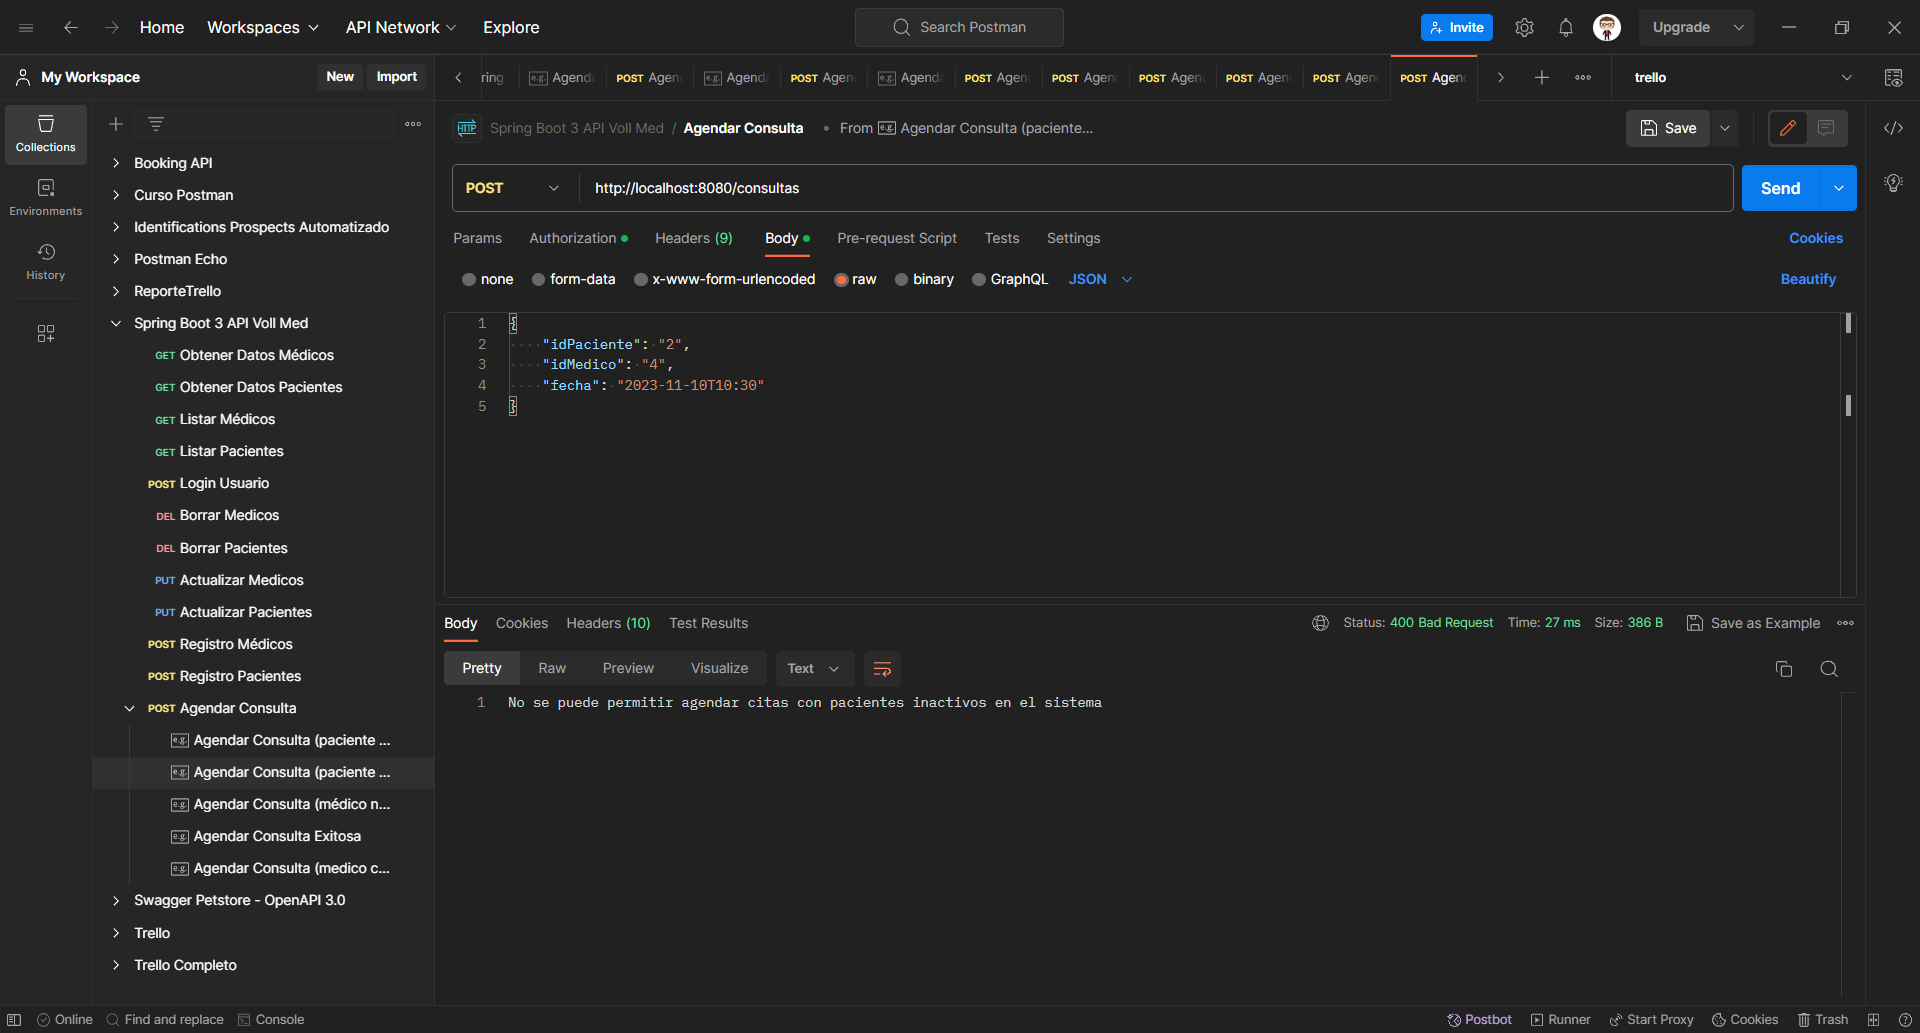 Home Workspaces API Network Explore Search Postman Invite Upgrade
My Workspace New Import
ring Agenda POST Agen Agenda POST Agen Agenda POST Agen POST Agen POST Agen POST Agen POST Agen POST Agen trello
Collections
Environments
History
Booking API
Curso Postman
Identifications Prospects Automatizado
Postman Echo
ReporteTrello
Spring Boot 3 API Voll Med
GET Obtener Datos Médicos
GET Obtener Datos Pacientes
GET Listar Médicos
GET Listar Pacientes
POST Login Usuario
DEL Borrar Medicos
DEL Borrar Pacientes
PUT Actualizar Medicos
PUT Actualizar Pacientes
POST Registro Médicos
POST Registro Pacientes
POST Agendar Consulta
e.g. Agendar Consulta (paciente ...
e.g. Agendar Consulta (paciente ...
e.g. Agendar Consulta (médico n...
e.g. Agendar Consulta Exitosa
e.g. Agendar Consulta (medico c...
Swagger Petstore - OpenAPI 3.0
Trello
Trello Completo
HTTP Spring Boot 3 API Voll Med / Agendar Consulta • From e.g. Agendar Consulta (paciente... Save
POST http://localhost:8080/consultas Send
Params Authorization Headers (9) Body Pre-request Script Tests Settings Cookies
none form-data x-www-form-urlencoded raw binary GraphQL JSON Beautify
1 {
2 "idPaciente": "2",
3 "idMedico": "4",
4 "fecha": "2023-11-10T10:30"
5 }
Body Cookies Headers (10) Test Results Status: 400 Bad Request Time: 27 ms Size: 386 B Save as Example
Pretty Raw Preview Visualize Text
1 No se puede permitir agendar citas con pacientes inactivos en el sistema
Online Find and replace Console Postbot Runner Start Proxy Cookies Trash